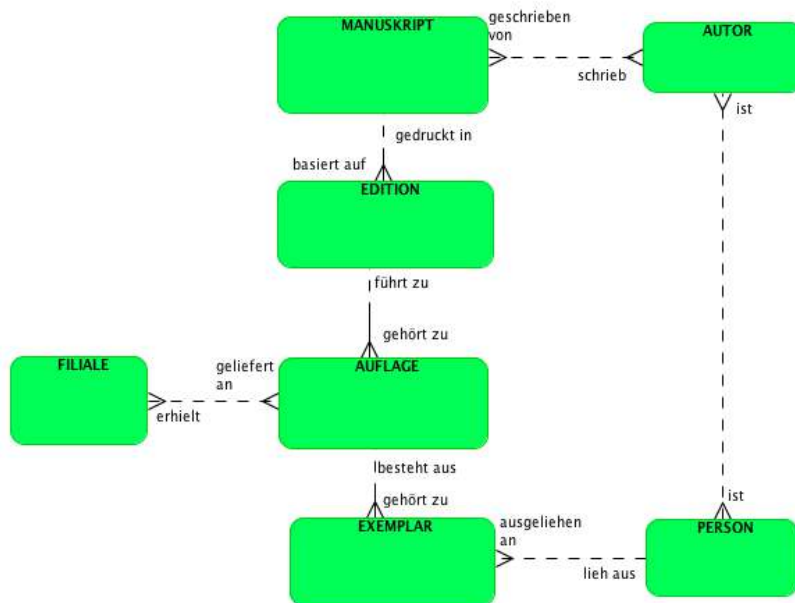 MANUSKRIPT
geschrieben
von
AUTOR
schrieb
ist
gedruckt in
basiert auf
EDITION
führt zu
gehört zu
FILIALE
geliefert
an
AUFLAGE
erhielt
besteht aus
gehört zu
ist
EXEMPLAR
ausgeliehen
an
PERSON
lieh aus